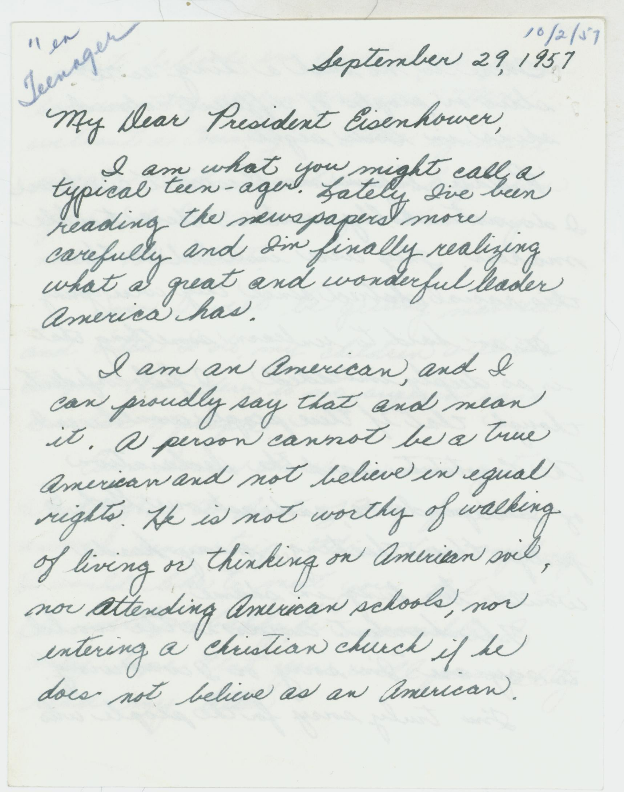 "en
Teenager
10/2/57
September 29, 1957
My Dear President Eisenhower,
I am what you might call a
typical teen-ager. Lately I've been
reading the newspapers more
carefully and I'm finally realizing
what a great and wonderful leader
America has.
I am an American, and I
can proudly say that and mean
it. A person cannot be a true
American and not believe in equal
rights. He is not worthy of walking
of living or thinking on American soil,
nor attending American schools, nor
entering a christian church if he
does not believe as an American.